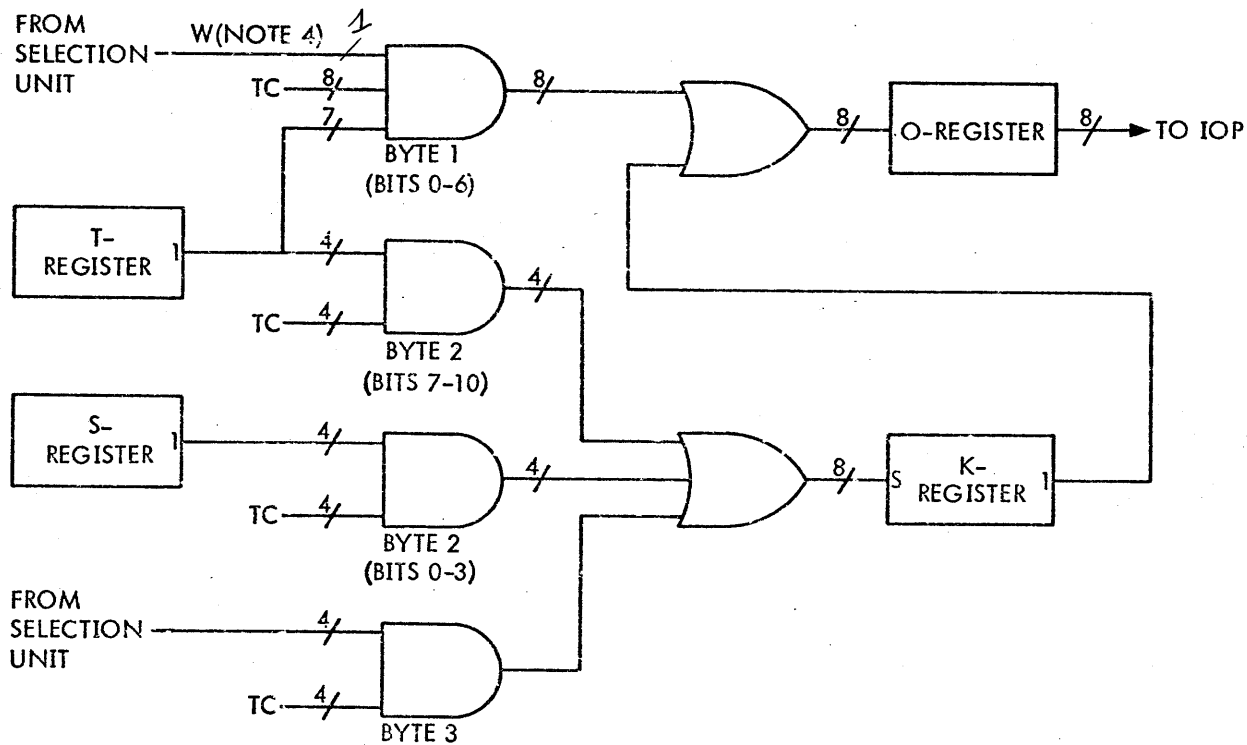 FROM
SELECTION
UNIT
W(NOTE 4)
1
TC
8
7
BYTE 1
(BITS 0-6)
8
8
O-REGISTER
8
TO IOP
T-
REGISTER
1
4
TC
4
BYTE 2
(BITS 7-10)
4
S-
REGISTER
1
4
TC
4
BYTE 2
(BITS 0-3)
4
8
S
K-
REGISTER
1
FROM
SELECTION
UNIT
4
TC
4
BYTE 3